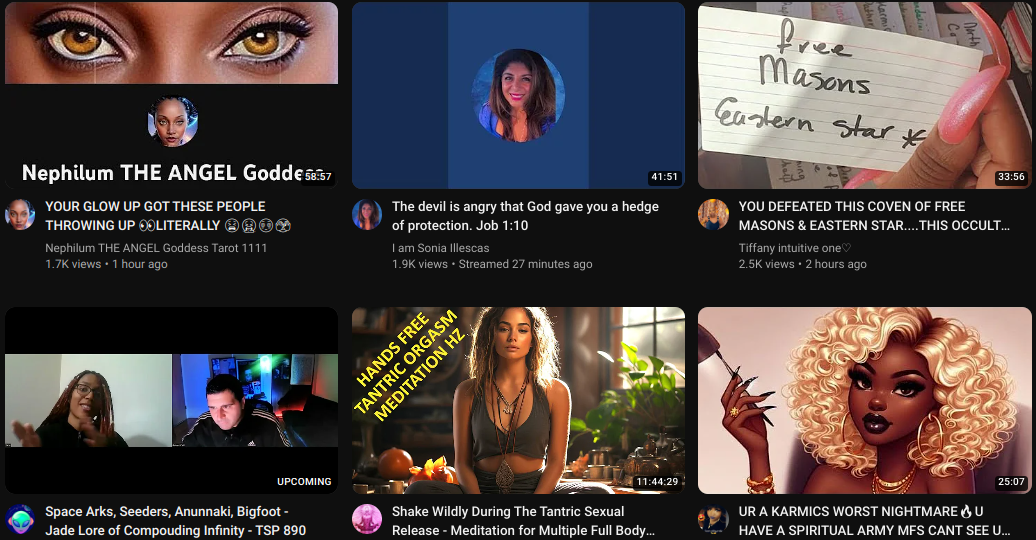 Nephilum THE ANGEL Goddess
58:57
YOUR GLOW UP GOT THESE PEOPLE
THROWING UP 👀LITERALLY
Nephilum THE ANGEL Goddess Tarot 1111
1.7K views • 1 hour ago
41:51
The devil is angry that God gave you a hedge
of protection. Job 1:10
I am Sonia Illescas
1.9K views • Streamed 27 minutes ago
free
Masons
Eastern star *
33:56
YOU DEFEATED THIS COVEN OF FREE
MASONS & EASTERN STAR....THIS OCCULT...
Tiffany intuitive one♡
2.5K views • 2 hours ago
UPCOMING
Space Arks, Seeders, Anunnaki, Bigfoot -
Jade Lore of Compouding Infinity - TSP 890
HANDS FREE
TANTRIC ORGASM
MEDITATION HZ
11:44:29
Shake Wildly During The Tantric Sexual
Release - Meditation for Multiple Full Body...
25:07
UR A KARMICS WORST NIGHTMARE🔥U
HAVE A SPIRITUAL ARMY MFS CANT SEE U...